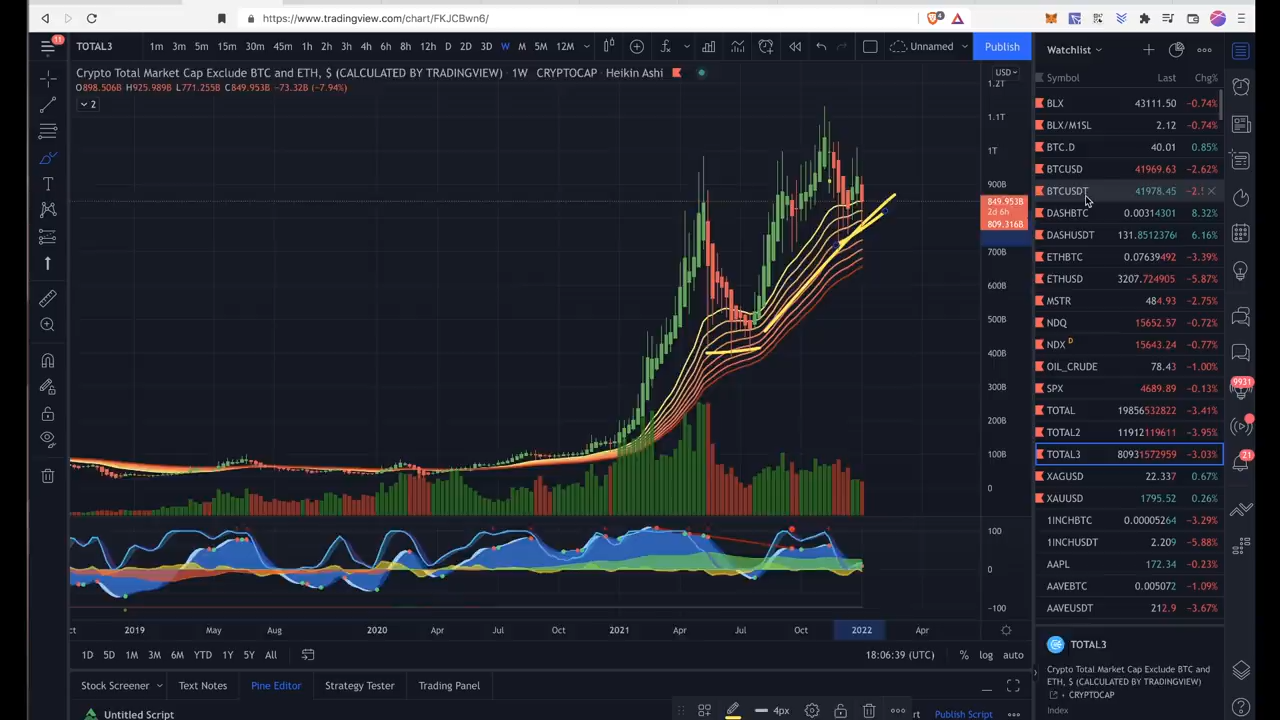 https://www.tradingview.com/chart/FKJCBwn6/
4
11
TOTAL3 1m 3m 5m 15m 30m 45m 1h 2h 3h 4h 6h 8h 12h D 2D 3D W M 5M 12M Unnamed Publish
Crypto Total Market Cap Exclude BTC and ETH, $ (CALCULATED BY TRADINGVIEW) · 1W CRYPTOCAP Heikin Ashi
O898.506B H925.989B L771.255B C849.953B −73.32B (−7.94%)
2
USD
1.2T
1.1T
1T
900B
849.953B
2d 6h
809.316B
700B
600B
500B
400B
300B
200B
100B
0
100
0
−100
2019 May Aug 2020 Apr Jul Oct 2021 Apr Jul Oct 2022 Apr
1D 5D 1M 3M 6M YTD 1Y 5Y All
18:06:39 (UTC) % log auto
Stock Screener Text Notes Pine Editor Strategy Tester Trading Panel
Untitled Script
4px
Publish Script
Watchlist
Symbol Last Chg%
BLX 43111.50 −0.74%
BLX/M1SL 2.12 −0.74%
BTC.D 40.01 0.85%
BTCUSD 41969.63 −2.62%
BTCUSDT 41978.45
DASHBTC 0.00314301 8.32%
DASHUSDT 131.8512376 6.16%
ETHBTC 0.07639492 −3.39%
ETHUSD 3207.724905 −5.87%
MSTR 484.93 −2.75%
NDQ 15652.57 −0.72%
NDX D 15643.24 −0.77%
OIL_CRUDE 78.43 −1.00%
SPX 4689.89 −0.13%
TOTAL 19856532822 −3.41%
TOTAL2 11912119611 −3.95%
TOTAL3 80931572959 −3.03%
XAGUSD 22.337 0.67%
XAUUSD 1795.52 0.26%
1INCHBTC 0.00005264 −3.29%
1INCHUSDT 2.209 −5.88%
AAPL 172.34 −0.23%
AAVEBTC 0.005072 −1.09%
AAVEUSDT 212.9 −3.67%
TOTAL3
Crypto Total Market Cap Exclude BTC and
ETH, $ (CALCULATED BY TRADINGVIEW)
CRYPTOCAP
Index
9931
21